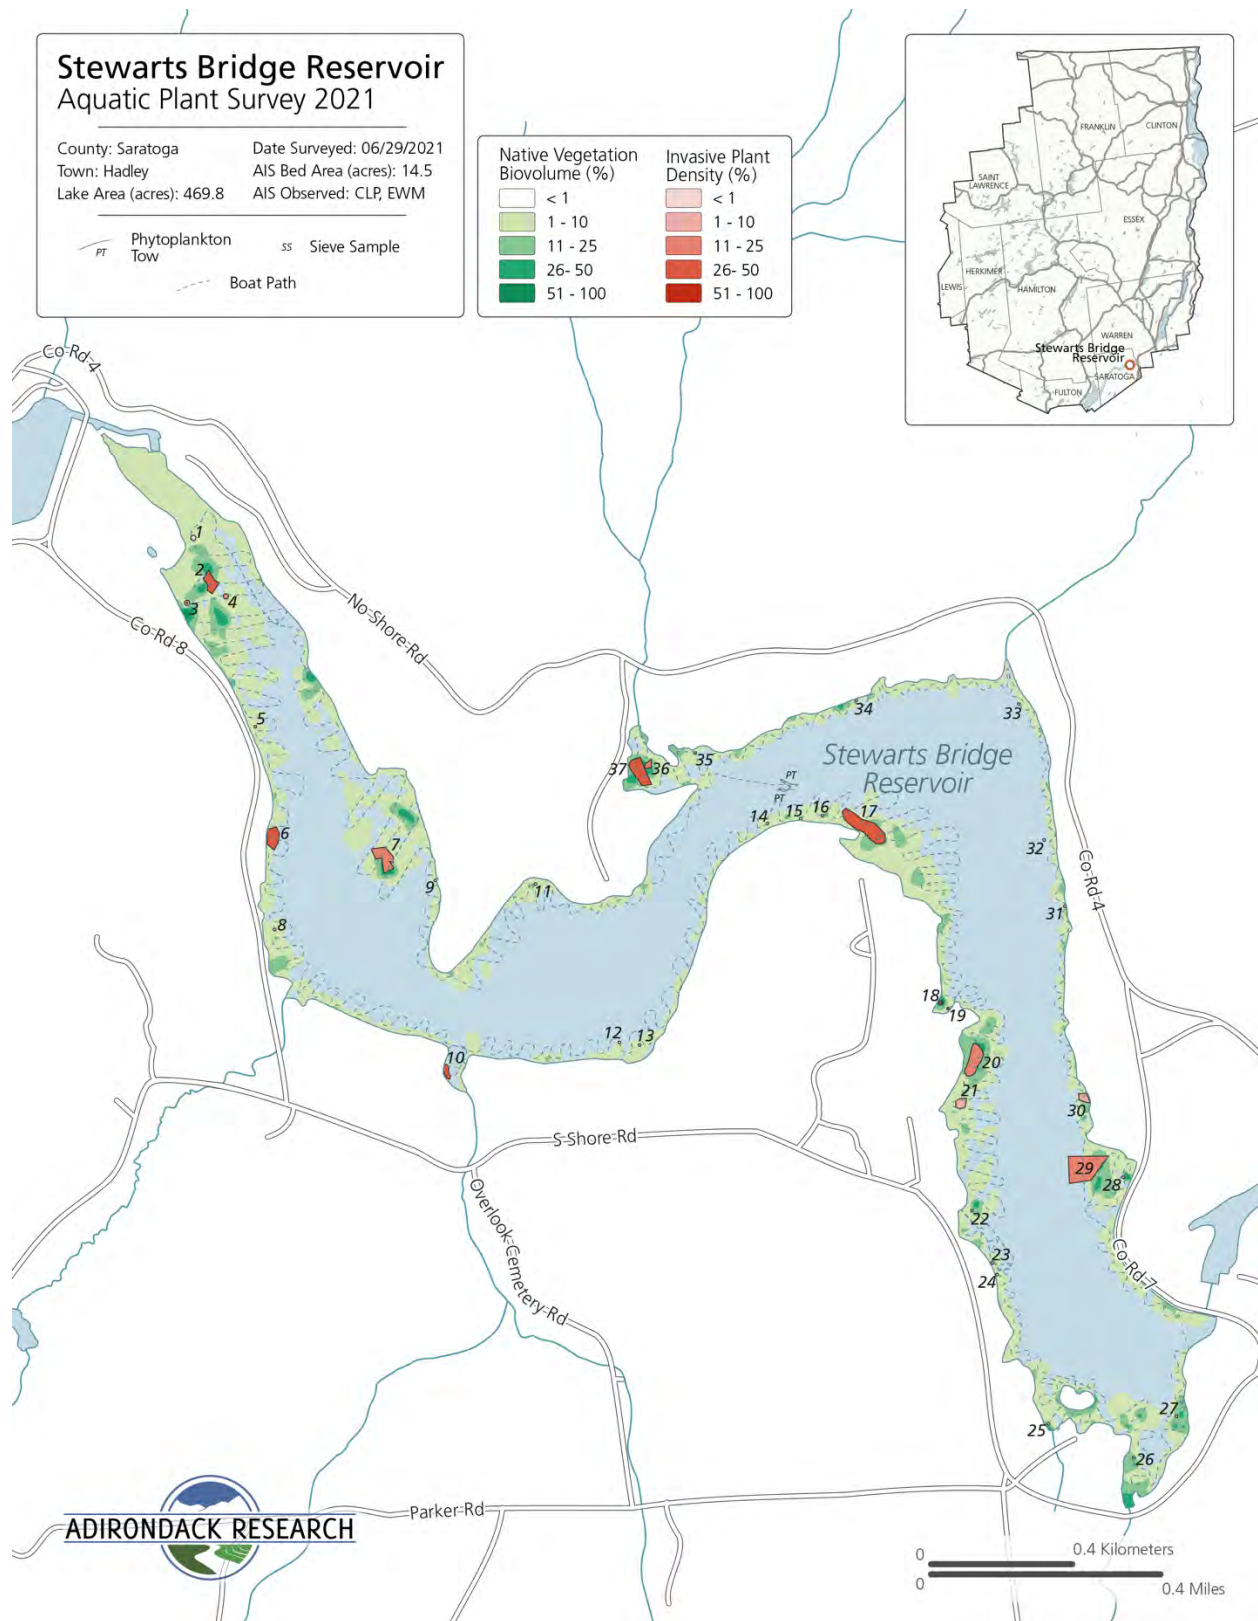 Stewarts Bridge Reservoir
Aquatic Plant Survey 2021
County: Saratoga
Town: Hadley
Lake Area (acres): 469.8
Date Surveyed: 06/29/2021
AIS Bed Area (acres): 14.5
AIS Observed: CLP, EWM
PT
Phytoplankton
Tow
SS
Sieve Sample
Boat Path
Native Vegetation
Biovolume (%)
< 1
1 - 10
11 - 25
26- 50
51 - 100
Invasive Plant
Density (%)
< 1
1 - 10
11 - 25
26- 50
51 - 100
FRANKLIN
CLINTON
SAINT
LAWRENCE
ESSEX
HERKIMER
LEWIS
HAMILTON
WARREN
Stewarts Bridge
Reservoir
SARATOGA
FULTON
Co-Rd-4
1
2
3
4
Co-Rd-8
No-Shore-Rd
5
6
7
8
9
10
11
12
13
37
36
35
34
33
Stewarts Bridge
Reservoir
PT
PT
14
15
16
17
32
31
Co-Rd-4
18
19
20
21
30
29
28
22
23
24
Co-Rd-7
S-Shore-Rd
Overlook-Cemetery-Rd
25
27
26
Parker-Rd
ADIRONDACK RESEARCH
0
0.4 Kilometers
0
0.4 Miles